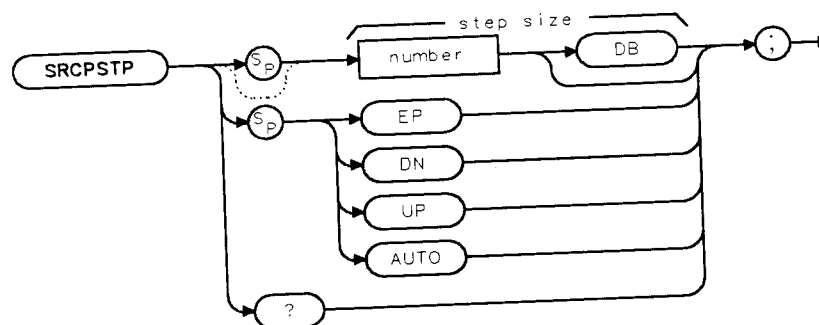 step size
SRCPSTP
SP
number
DB
;
SP
EP
DN
UP
AUTO
?